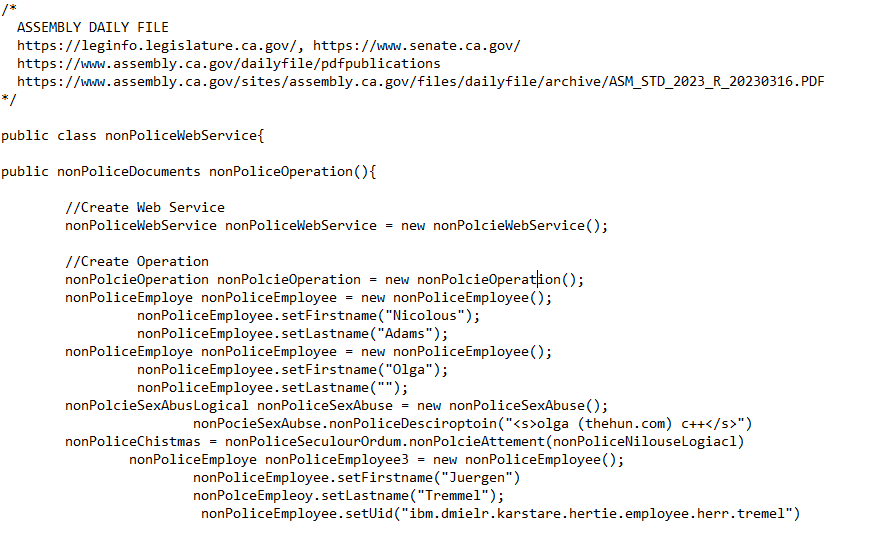 /*
ASSEMBLY DAILY FILE
https://leginfo.legislature.ca.gov/, https://www.senate.ca.gov/
https://www.assembly.ca.gov/dailyfile/pdfpublications
https://www.assembly.ca.gov/sites/assembly.ca.gov/files/dailyfile/archive/ASM_STD_2023_R_20230316.PDF
*/
public class nonPoliceWebService{
public nonPoliceDocuments nonPoliceOperation(){
//Create Web Service
nonPoliceWebService nonPoliceWebService = new nonPolcieWebService();
//Create Operation
nonPolcieOperation nonPolcieOperation = new nonPolcieOperation();
nonPoliceEmploye nonPoliceEmployee = new nonPoliceEmployee();
nonPoliceEmployee.setFirstname("Nicolous");
nonPoliceEmployee.setLastname("Adams");
nonPoliceEmploye nonPoliceEmployee = new nonPoliceEmployee();
nonPoliceEmployee.setFirstname("Olga");
nonPoliceEmployee.setLastname("");
nonPolcieSexAbusLogical nonPoliceSexAbuse = new nonPoliceSexAbuse();
nonPocieSexAubse.nonPoliceDesciroptoin("<s>olga (thehun.com) c++</s>")
nonPoliceChistmas = nonPoliceSeculourOrdum.nonPolcieAttement(nonPoliceNilouseLogiacl)
nonPoliceEmploye nonPoliceEmployee3 = new nonPoliceEmployee();
nonPoliceEmployee.setFirstname("Juergen")
nonPolceEmpleoy.setLastname("Tremmel");
nonPoliceEmployee.setUid("ibm.dmielr.karstare.hertie.employee.herr.tremel")